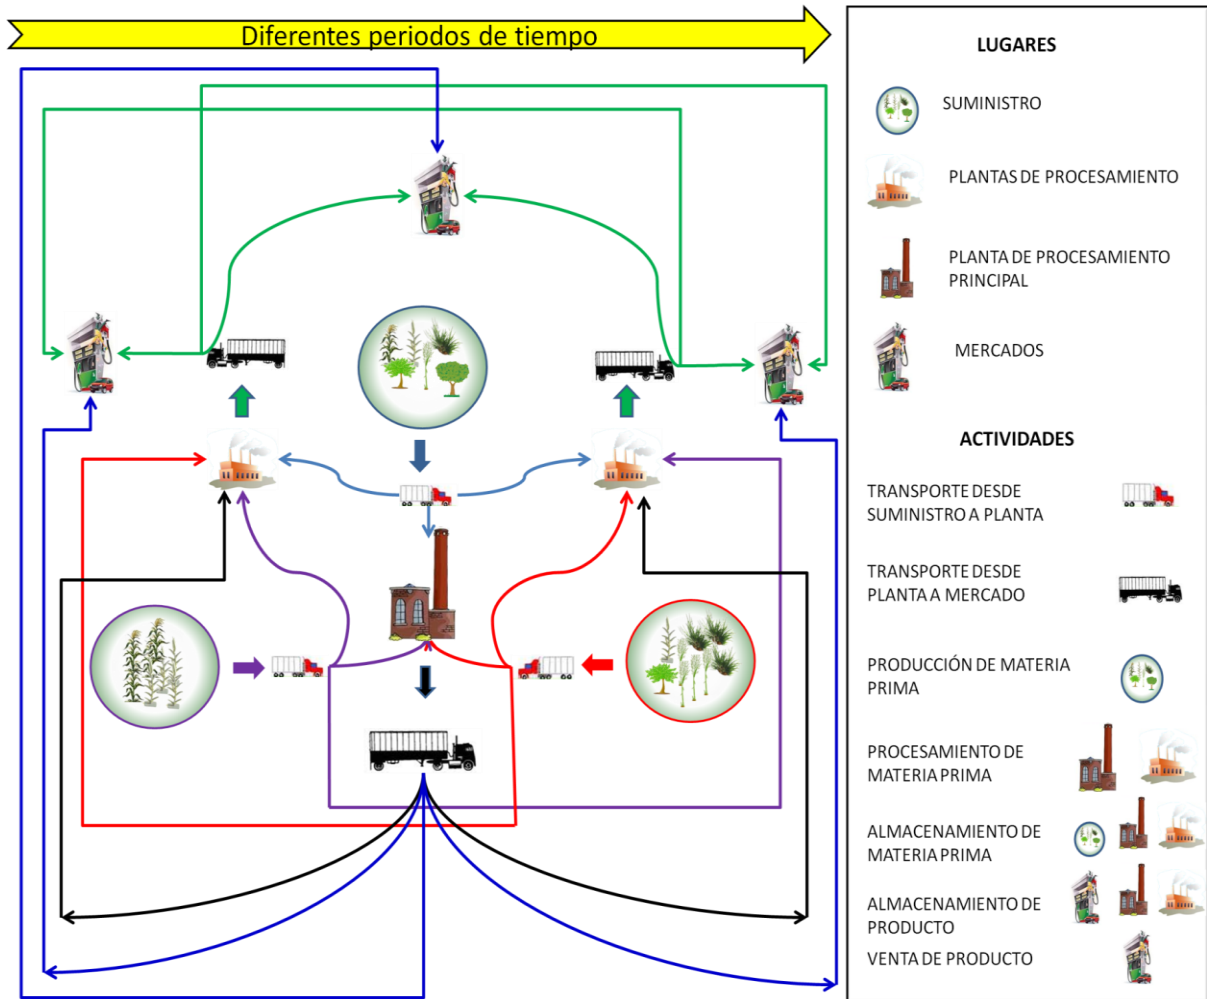 Diferentes periodos de tiempo
LUGARES
SUMINISTRO
PLANTAS DE PROCESAMIENTO
PLANTA DE PROCESAMIENTO
PRINCIPAL
MERCADOS
ACTIVIDADES
TRANSPORTE DESDE
SUMINISTRO A PLANTA
TRANSPORTE DESDE
PLANTA A MERCADO
PRODUCCIÓN DE MATERIA
PRIMA
PROCESAMIENTO DE
MATERIA PRIMA
ALMACENAMIENTO DE
MATERIA PRIMA
ALMACENAMIENTO DE
PRODUCTO
VENTA DE PRODUCTO